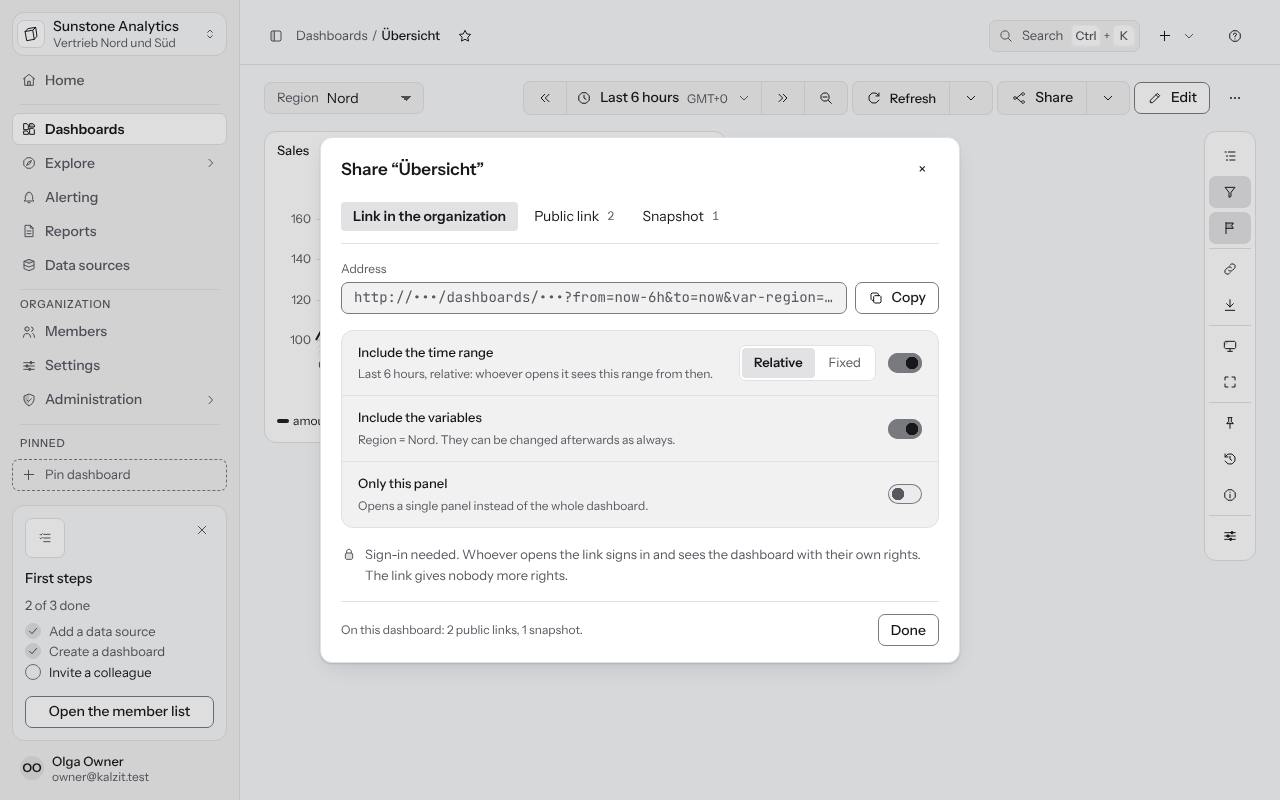 Sunstone Analytics
Vertrieb Nord und Süd
Home
Dashboards
Explore
Alerting
Reports
Data sources
ORGANIZATION
Members
Settings
Administration
PINNED
Pin dashboard
First steps
2 of 3 done
Add a data source
Create a dashboard
Invite a colleague
Open the member list
OO
Olga Owner
owner@kalzit.test
Dashboards / Übersicht
Search Ctrl + K
Region Nord
Last 6 hours GMT+0
Refresh
Share
Edit
Sales
160
140
120
100
Share “Übersicht”
Link in the organization
Public link 2
Snapshot 1
Address
http://•••/dashboards/•••?from=now-6h&to=now&var-region=…
Copy
Include the time range
Last 6 hours, relative: whoever opens it sees this range from then.
Relative
Fixed
Include the variables
Region = Nord. They can be changed afterwards as always.
Only this panel
Opens a single panel instead of the whole dashboard.
Sign-in needed. Whoever opens the link signs in and sees the dashboard with their own rights.
The link gives nobody more rights.
On this dashboard: 2 public links, 1 snapshot.
Done